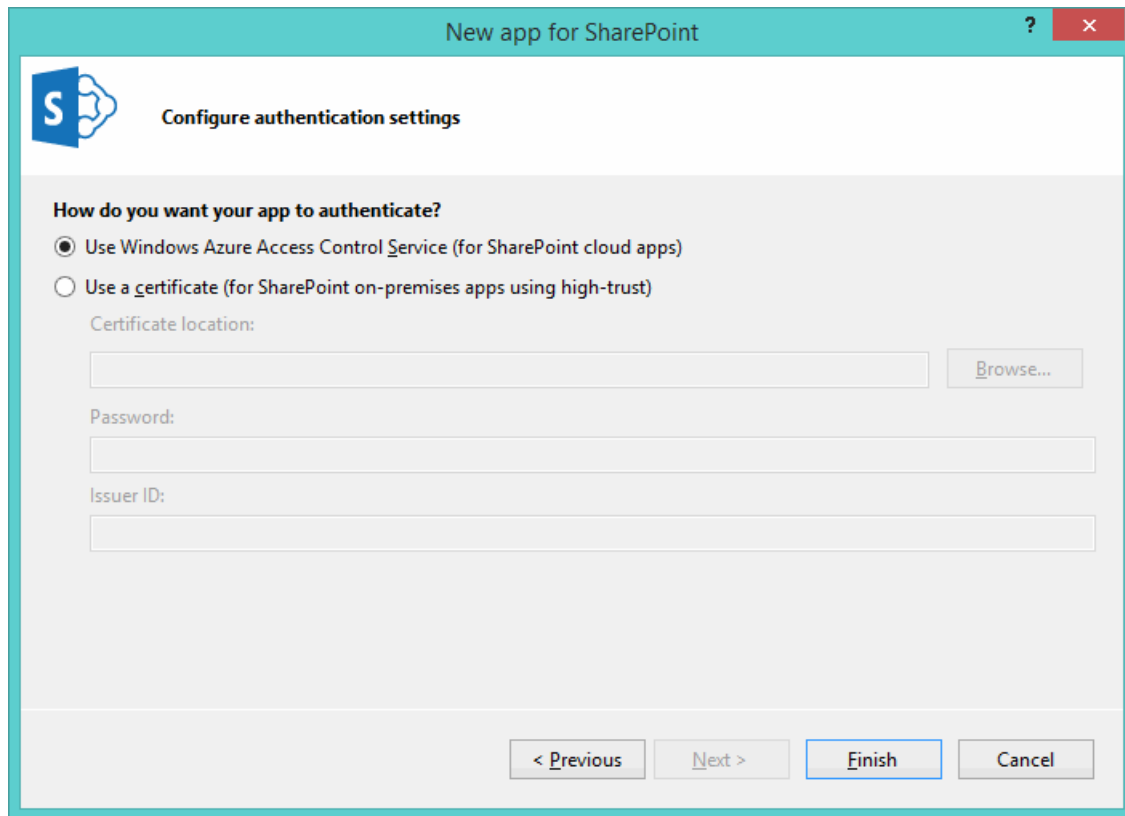 New app for SharePoint
?
S
Configure authentication settings
How do you want your app to authenticate?
Use Windows Azure Access Control Service (for SharePoint cloud apps)
Use a certificate (for SharePoint on-premises apps using high-trust)
Certificate location:
Browse...
Password:
Issuer ID:
< Previous Next > Finish Cancel